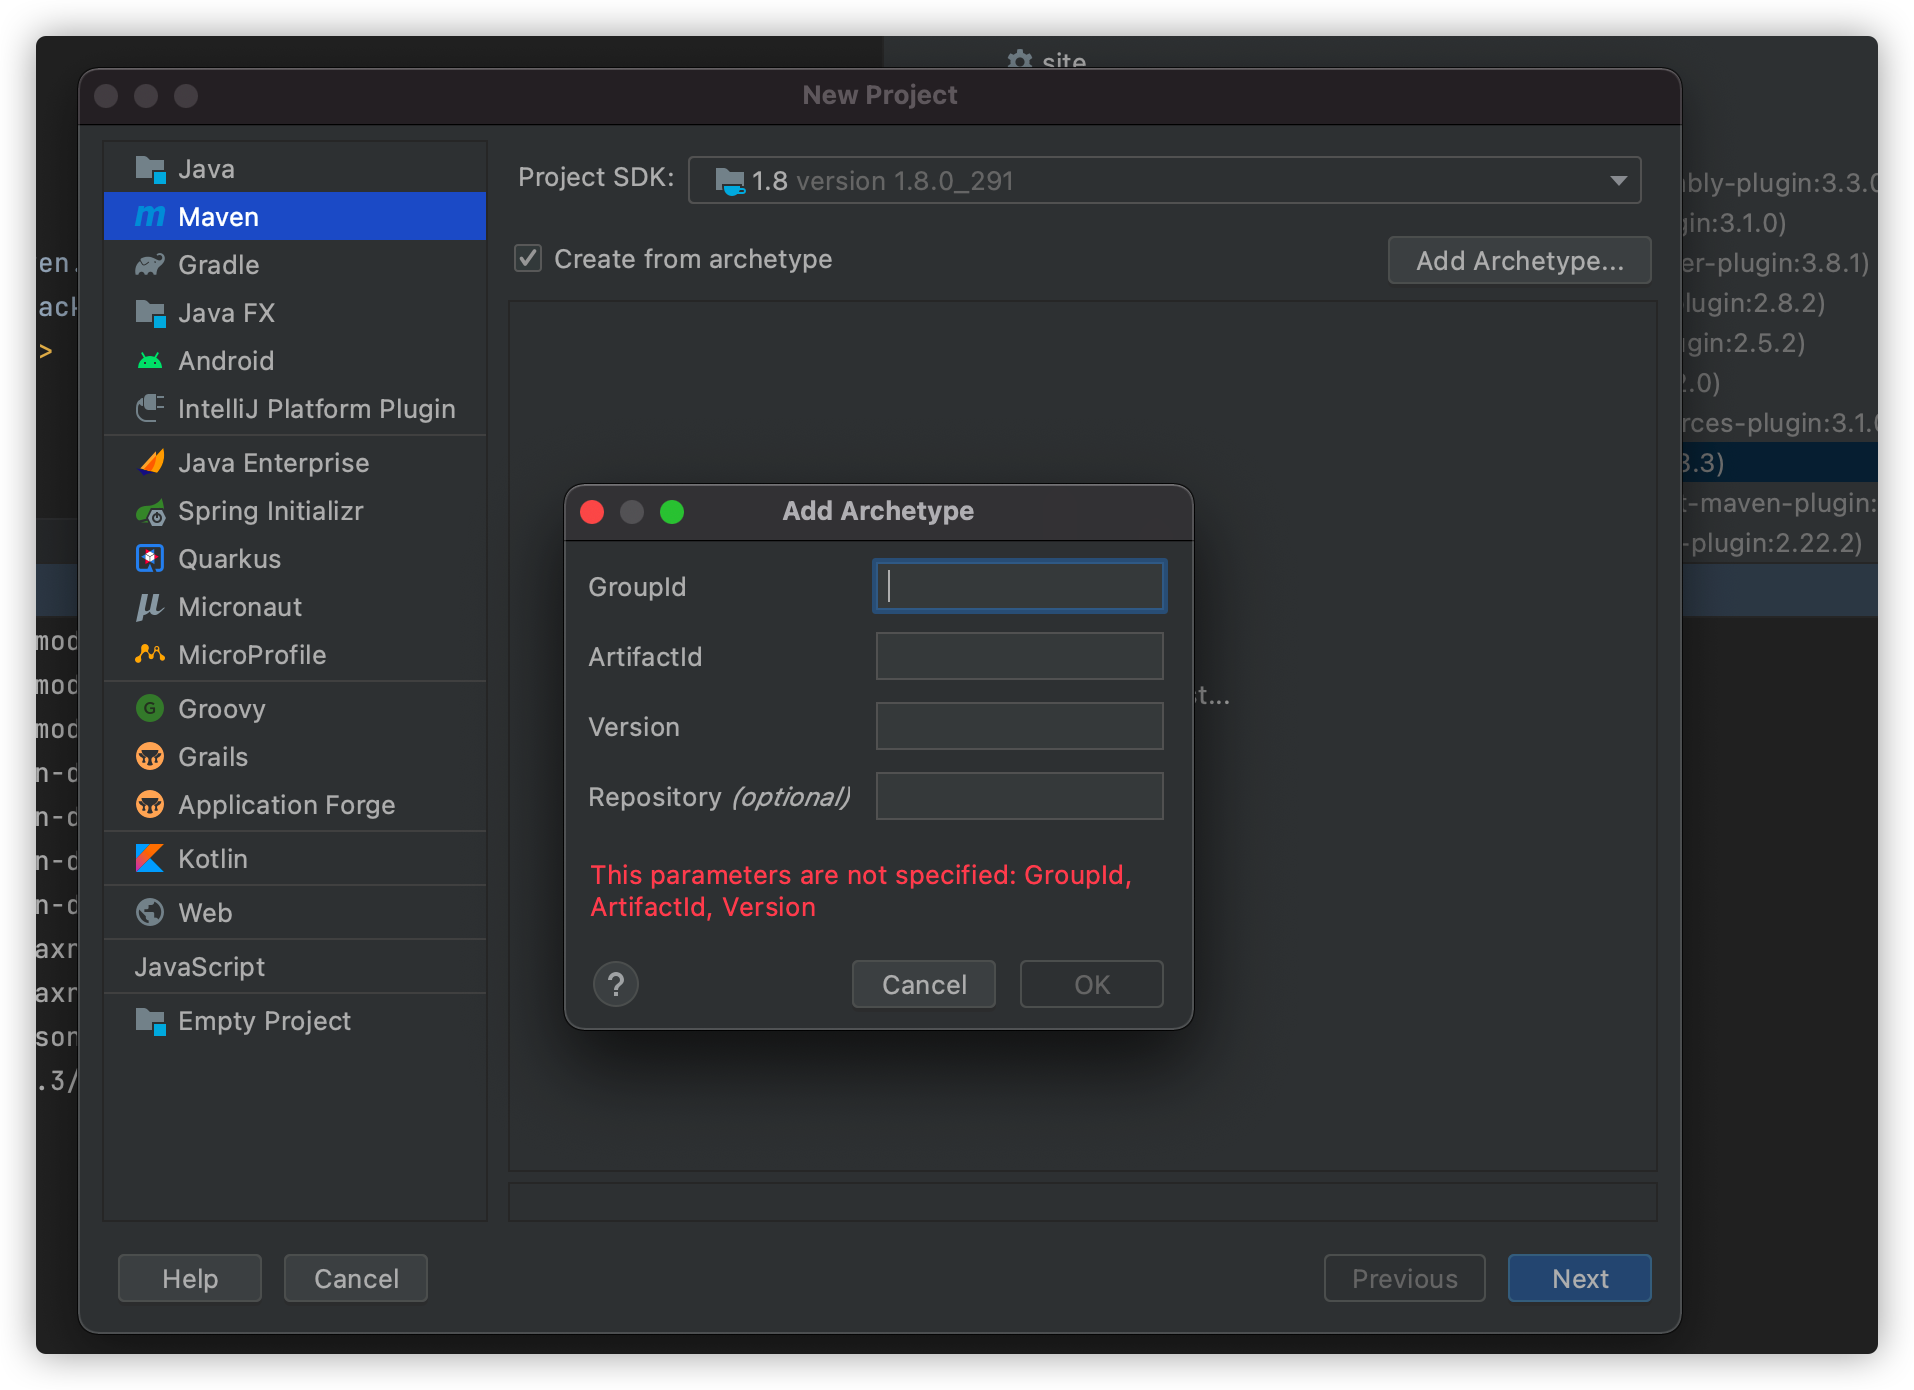 site
New Project
Java
Maven
Gradle
Java FX
Android
IntelliJ Platform Plugin
Java Enterprise
Spring Initializr
Quarkus
Micronaut
MicroProfile
Groovy
Grails
Application Forge
Kotlin
Web
JavaScript
Empty Project
Project SDK: 1.8 version 1.8.0_291
Create from archetype
Add Archetype...
Add Archetype
GroupId
ArtifactId
Version
Repository (optional)
This parameters are not specified: GroupId,
ArtifactId, Version
? Cancel OK
st...
Help Cancel Previous Next
en.
ack
>
mod
mod
mod
n-d
n-d
n-d
n-d
axr
axr
son
.3/
bly-plugin:3.3.0
gin:3.1.0)
er-plugin:3.8.1)
lugin:2.8.2)
gin:2.5.2)
2.0)
rces-plugin:3.1.0
3.3)
t-maven-plugin:
-plugin:2.22.2)